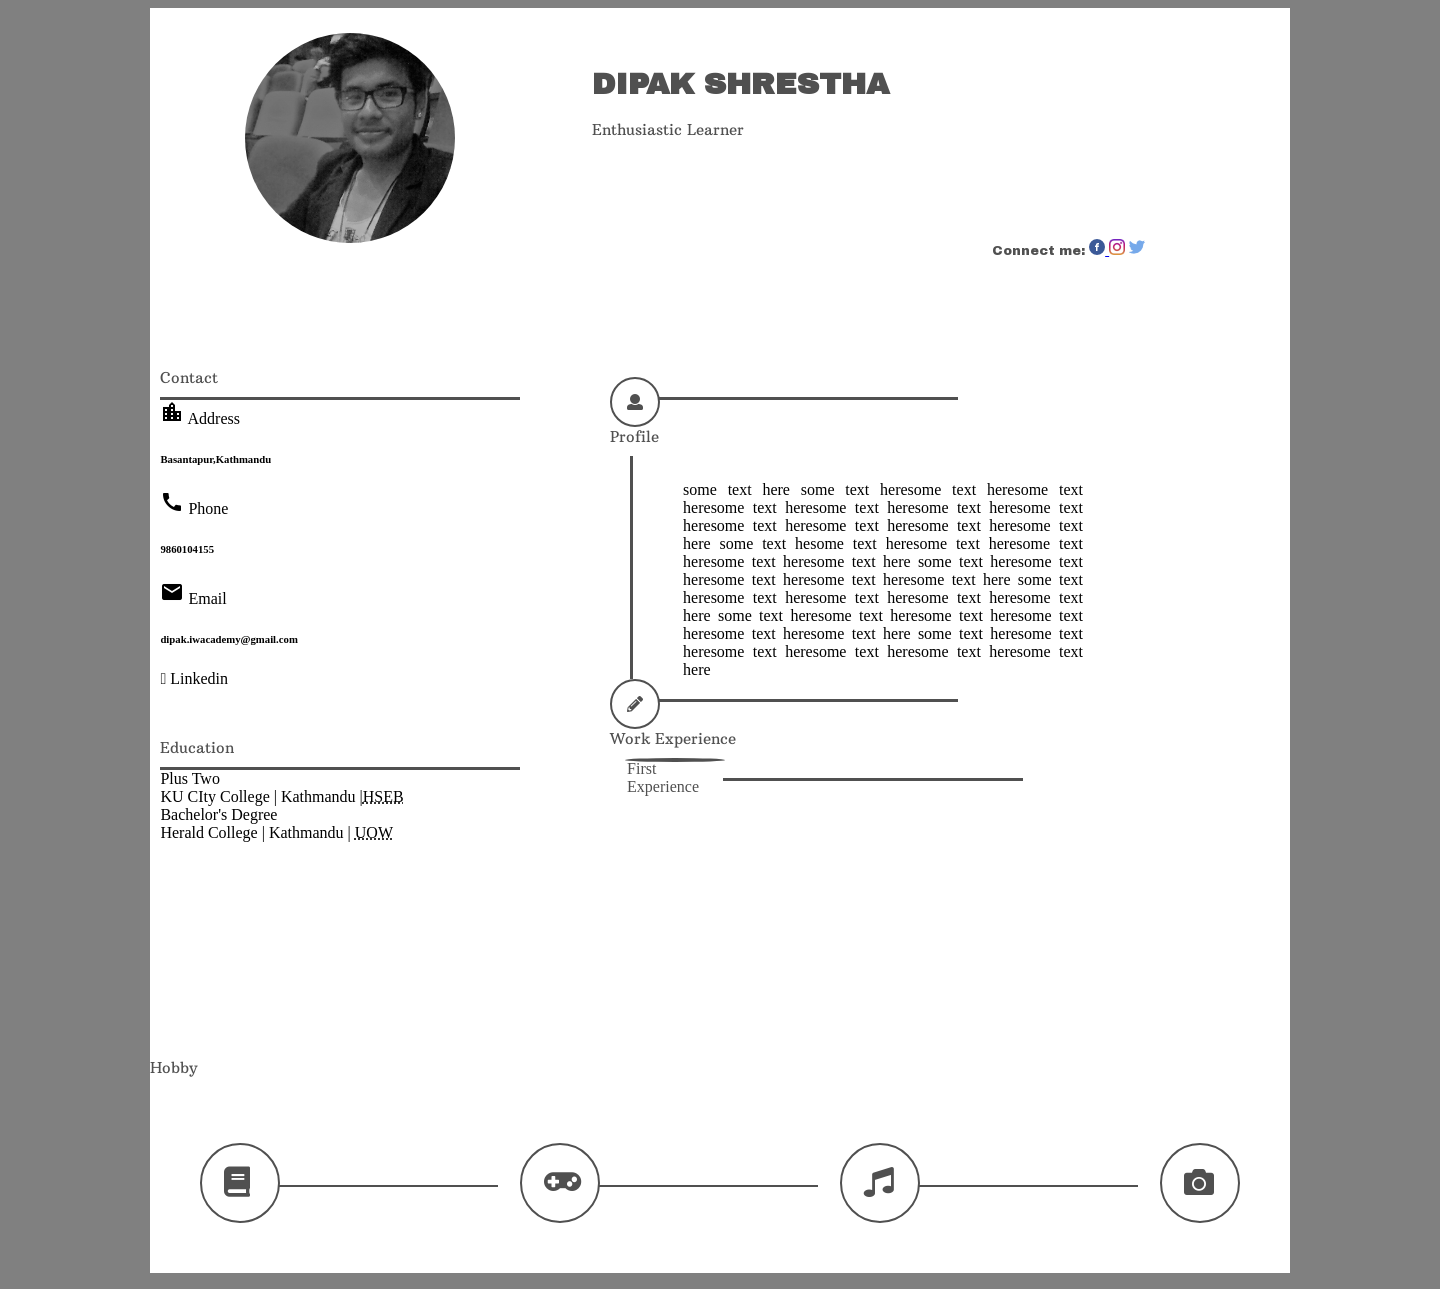 DIPAK SHRESTHA
Enthusiastic Learner
Connect me:
Contact
Address
Basantapur,Kathmandu
Phone
9860104155
Email
dipak.iwacademy@gmail.com
Linkedin
Education
Plus Two
KU CIty College | Kathmandu |HSEB
Bachelor's Degree
Herald College | Kathmandu | UOW
Profile
some text here some text heresome text heresome text
heresome text heresome text heresome text heresome text
heresome text heresome text heresome text heresome text
here some text hesome text heresome text heresome text
heresome text heresome text here some text heresome text
heresome text heresome text heresome text here some text
heresome text heresome text heresome text heresome text
here some text heresome text heresome text heresome text
heresome text heresome text here some text heresome text
heresome text heresome text heresome text heresome text
here
Work Experience
First
Experience
Hobby